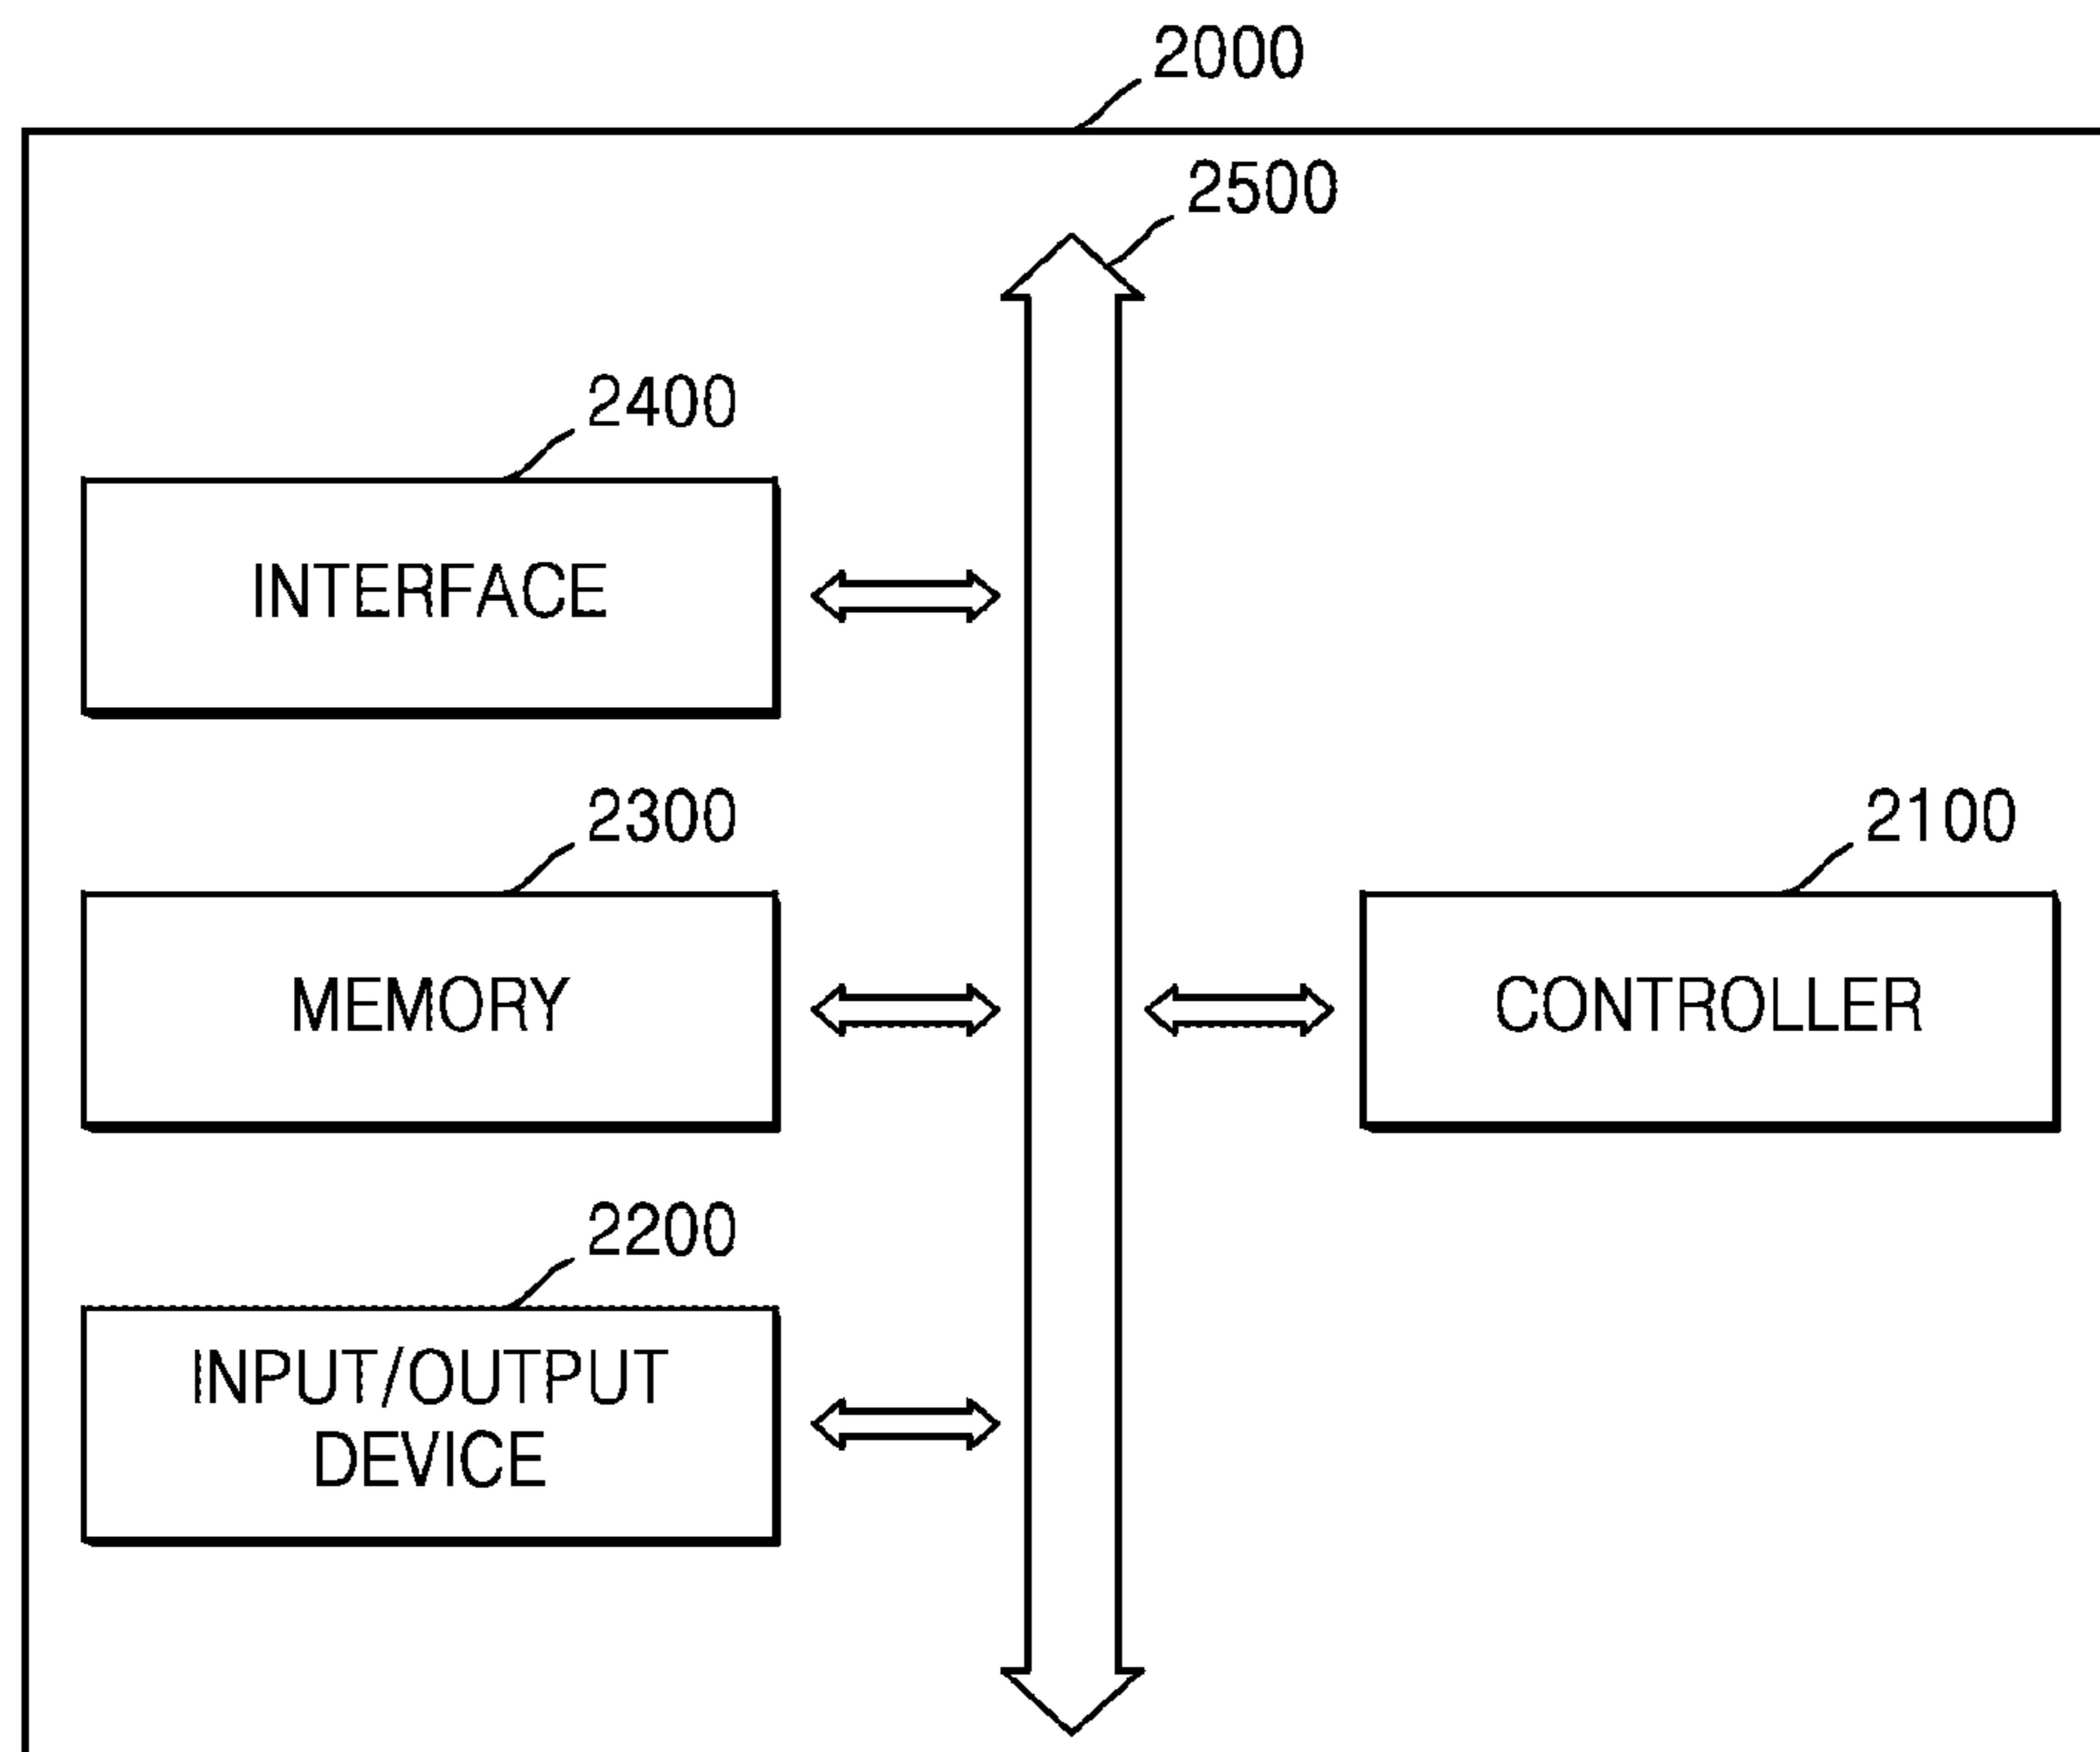 2000
2500
2400
INTERFACE
2300
MEMORY
2100
CONTROLLER
2200
INPUT/OUTPUT
DEVICE